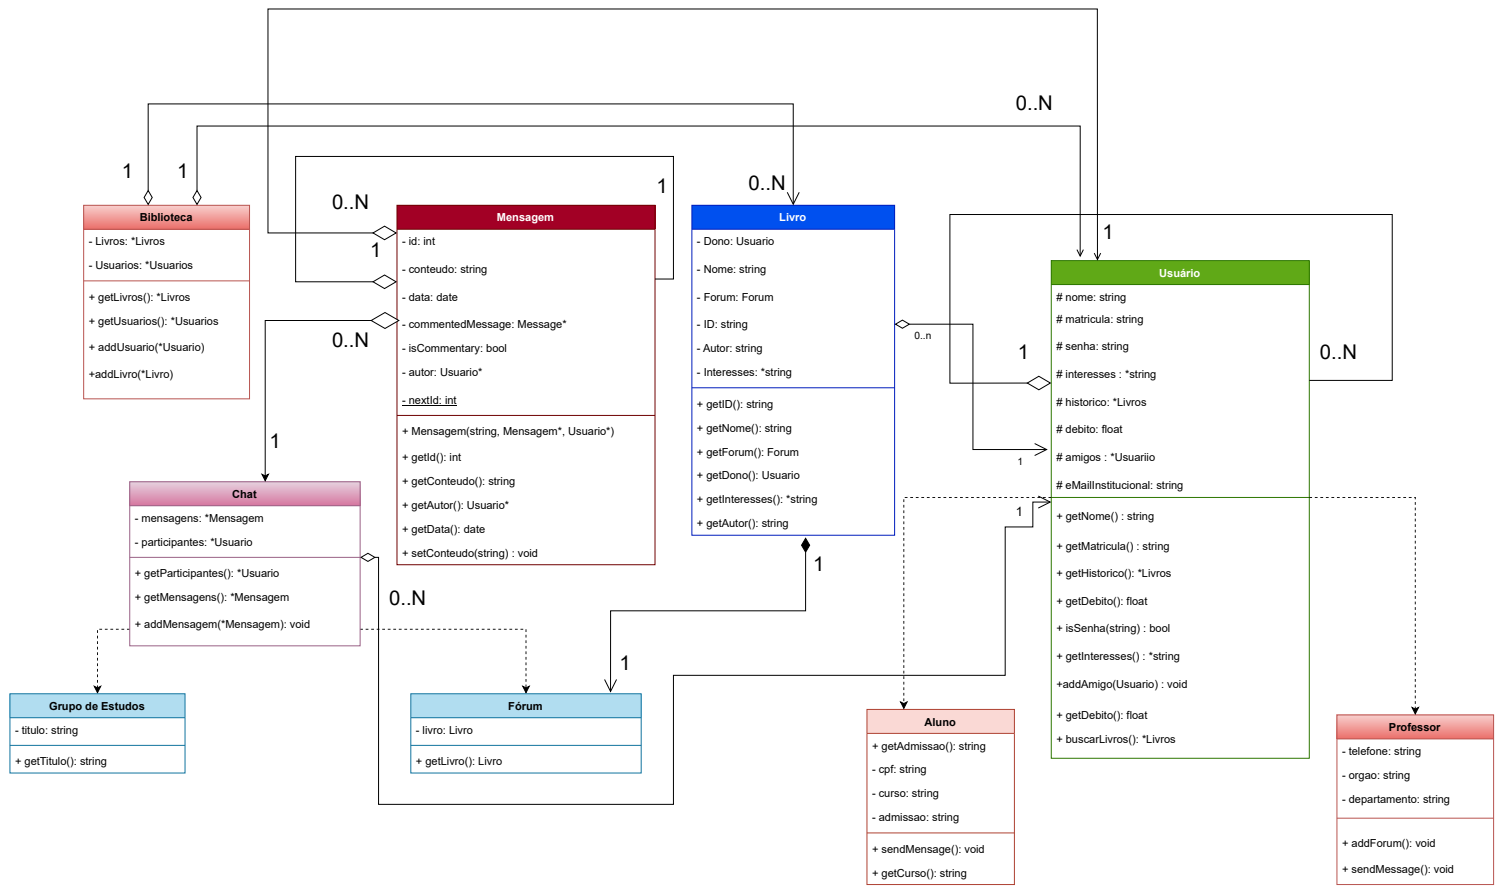 0..N
1
1
0..N
1
0..N
1
1
Biblioteca
- Livros: *Livros
- Usuarios: *Usuarios
+ getLivros(): *Livros
+ getUsuarios(): *Usuarios
+ addUsuario(*Usuario)
+addLivro(*Livro)
Mensagem
- id: int
- conteudo: string
- data: date
- commentedMessage: Message*
- isCommentary: bool
- autor: Usuario*
- nextId: int
+ Mensagem(string, Mensagem*, Usuario*)
+ getId(): int
+ getConteudo(): string
+ getAutor(): Usuario*
+ getData(): date
+ setConteudo(string) : void
0..N
1
Livro
- Dono: Usuario
- Nome: string
- Forum: Forum
- ID: string
- Autor: string
- Interesses: *string
+ getID(): string
+ getNome(): string
+ getForum(): Forum
+ getDono(): Usuario
+ getInteresses(): *string
+ getAutor(): string
0..n
1
1
1
0..N
1
Usuário
# nome: string
# matricula: string
# senha: string
# interesses : *string
# historico: *Livros
# debito: float
# amigos : *Usuariio
# eMailInstitucional: string
+ getNome() : string
+ getMatricula() : string
+ getHistorico(): *Livros
+ getDebito(): float
+ isSenha(string) : bool
+ getInteresses() : *string
+addAmigo(Usuario) : void
+ getDebito(): float
+ buscarLivros(): *Livros
Chat
- mensagens: *Mensagem
- participantes: *Usuario
+ getParticipantes(): *Usuario
+ getMensagens(): *Mensagem
+ addMensagem(*Mensagem): void
0..N
1
Grupo de Estudos
- titulo: string
+ getTitulo(): string
Fórum
- livro: Livro
+ getLivro(): Livro
Aluno
+ getAdmissao(): string
- cpf: string
- curso: string
- admissao: string
+ sendMessage(): void
+ getCurso(): string
Professor
- telefone: string
- orgao: string
- departamento: string
+ addForum(): void
+ sendMessage(): void